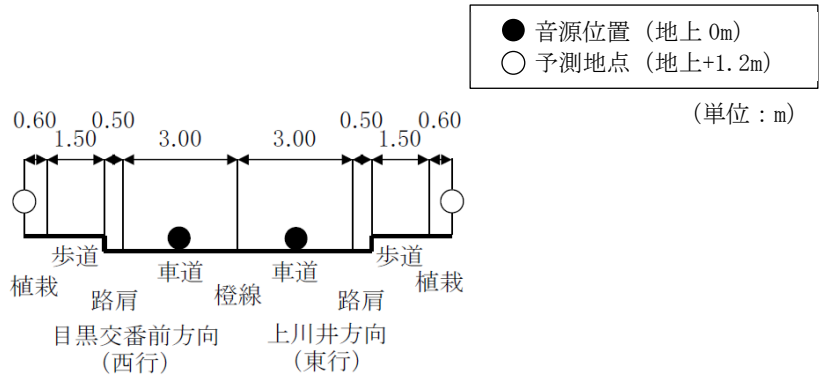 ● 音源位置（地上 0m）
○ 予測地点（地上+1.2m）
（単位：m）
0.60 0.50 0.50 0.60
1.50 3.00 3.00 1.50
歩道 車道 車道 歩道
植栽 路肩 橙線 路肩 植栽
目黒交番前方向 上川井方向
（西行） （東行）